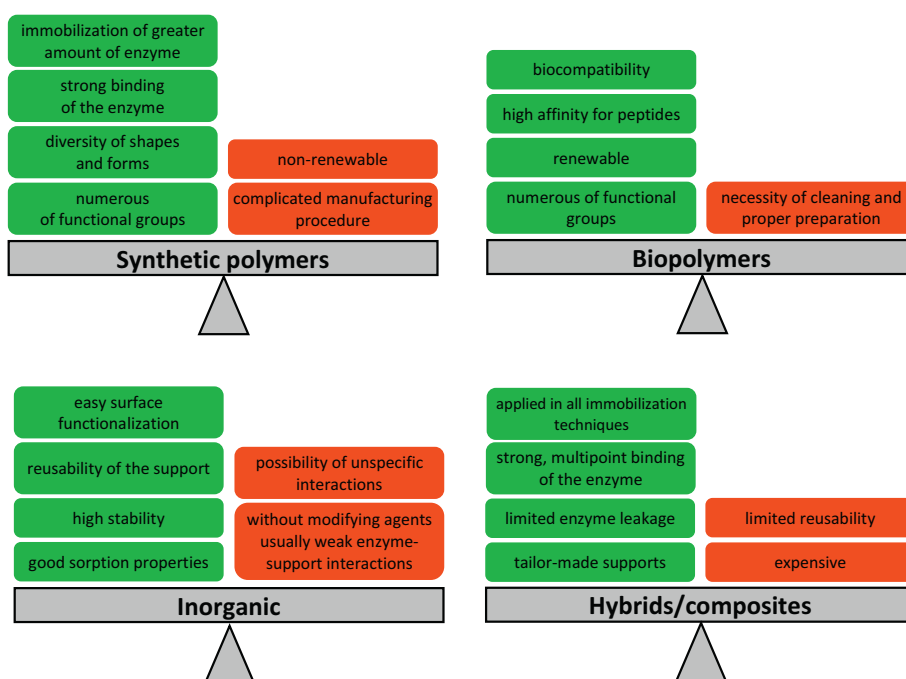 immobilization of greater
amount of enzyme
strong binding
of the enzyme
diversity of shapes
and forms
numerous
of functional groups
non-renewable
complicated manufacturing
procedure
Synthetic polymers
biocompatibility
high affinity for peptides
renewable
numerous of functional
groups
necessity of cleaning and
proper preparation
Biopolymers
easy surface
functionalization
reusability of the support
high stability
good sorption properties
possibility of unspecific
interactions
without modifying agents
usually weak enzyme-
support interactions
Inorganic
applied in all immobilization
techniques
strong, multipoint binding
of the enzyme
limited enzyme leakage
tailor-made supports
limited reusability
expensive
Hybrids/composites